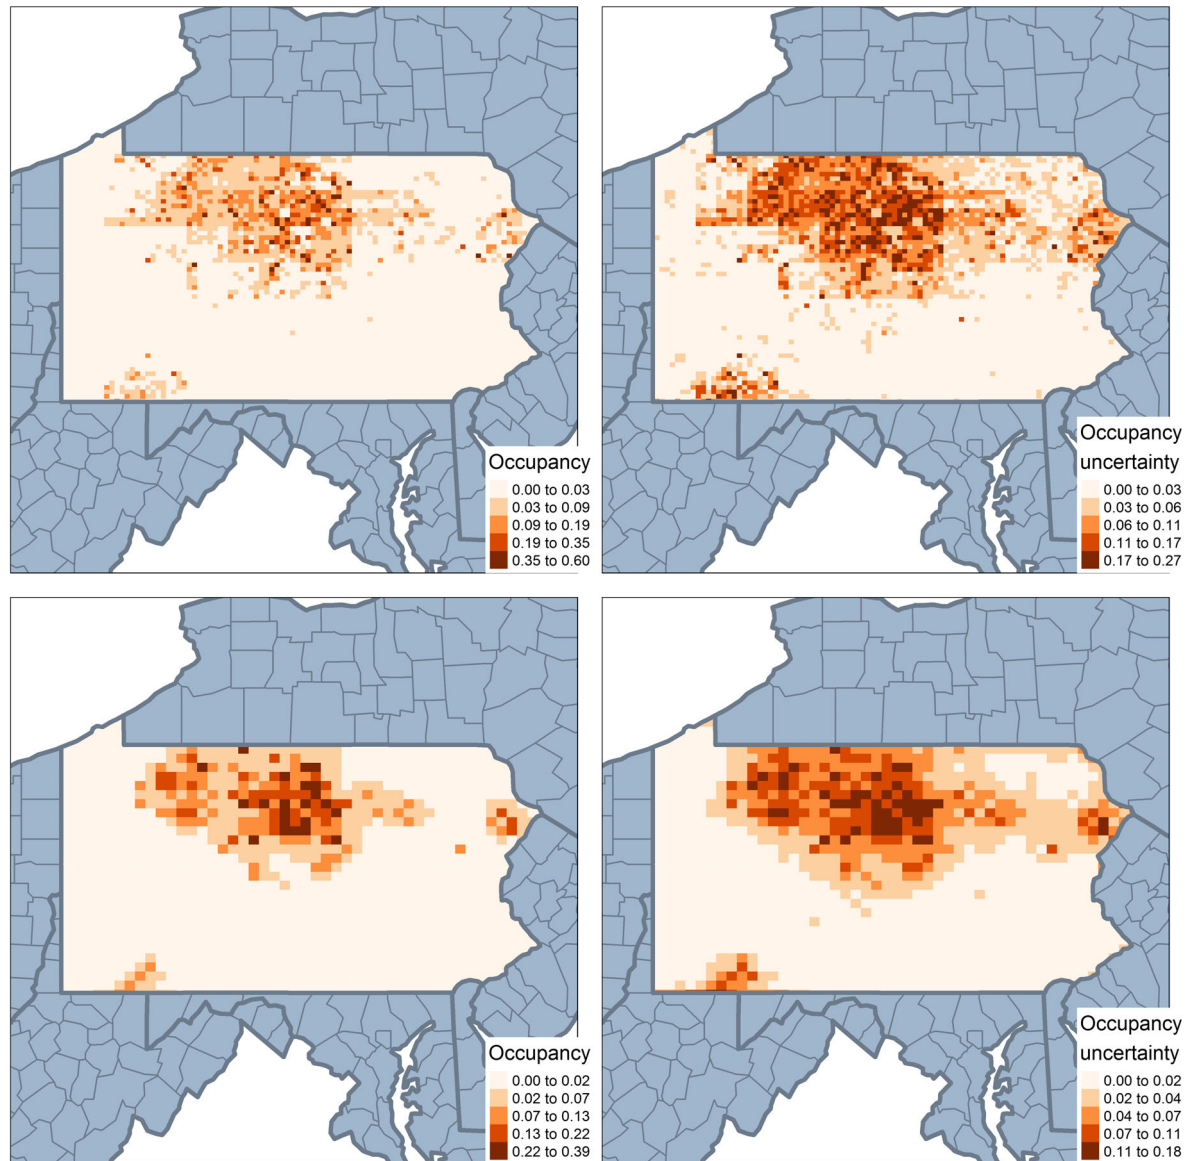 Occupancy
0.00 to 0.03
0.03 to 0.09
0.09 to 0.19
0.19 to 0.35
0.35 to 0.60
Occupancy
uncertainty
0.00 to 0.03
0.03 to 0.06
0.06 to 0.11
0.11 to 0.17
0.17 to 0.27
Occupancy
0.00 to 0.02
0.02 to 0.07
0.07 to 0.13
0.13 to 0.22
0.22 to 0.39
Occupancy
uncertainty
0.00 to 0.02
0.02 to 0.04
0.04 to 0.07
0.07 to 0.11
0.11 to 0.18